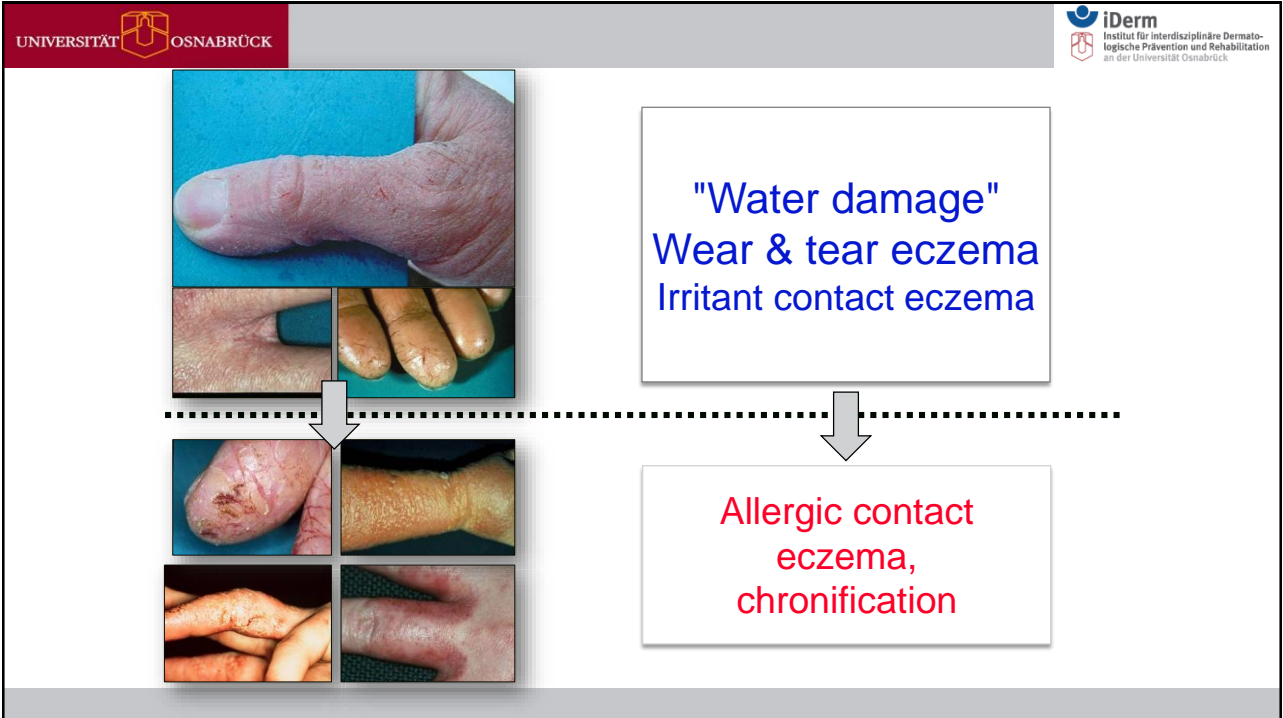 UNIVERSITÄT OSNABRÜCK
iDerm
Institut für interdisziplinäre Dermato-
logische Prävention und Rehabilitation
an der Universität Osnabrück
"Water damage"
Wear & tear eczema
Irritant contact eczema
Allergic contact
eczema,
chronification